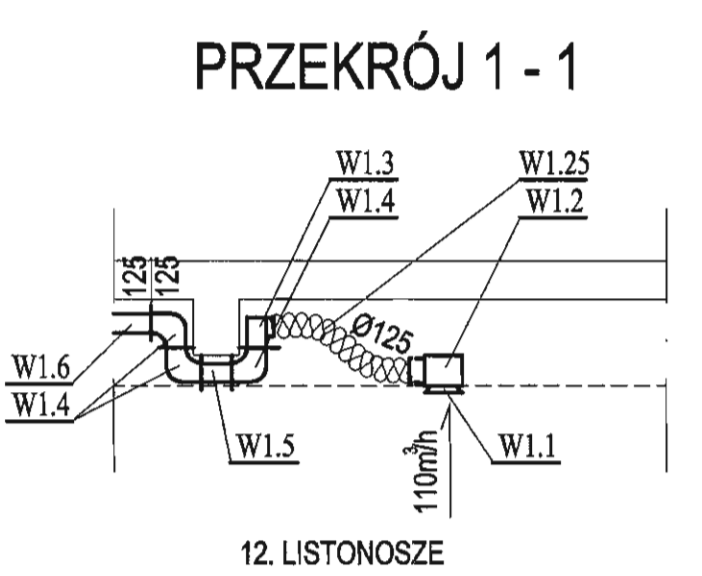 PRZEKRÓJ 1 - 1
W1.3
W1.25
W1.4
W1.2
125
125
Ø125
W1.6
W1.4
W1.5
W1.1
110m³/h
12. LISTONOSZE